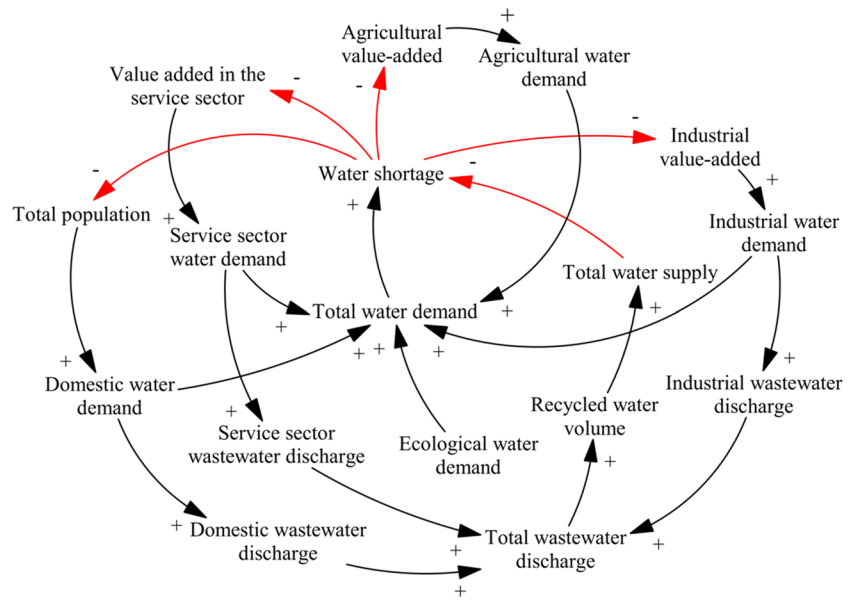 Agricultural
value-added
+
Agricultural water
demand
Value added in the
service sector
-
-
-
Industrial
value-added
-
Water shortage
-
+
+
Total population
+
Service sector
water demand
Industrial water
demand
Total water supply
+
Total water demand
+
+
+
+
+
+
+
Domestic water
demand
Industrial wastewater
discharge
+
Service sector
wastewater discharge
Ecological water
demand
Recycled water
volume
+
+
Domestic wastewater
discharge
Total wastewater
discharge
+
+
+